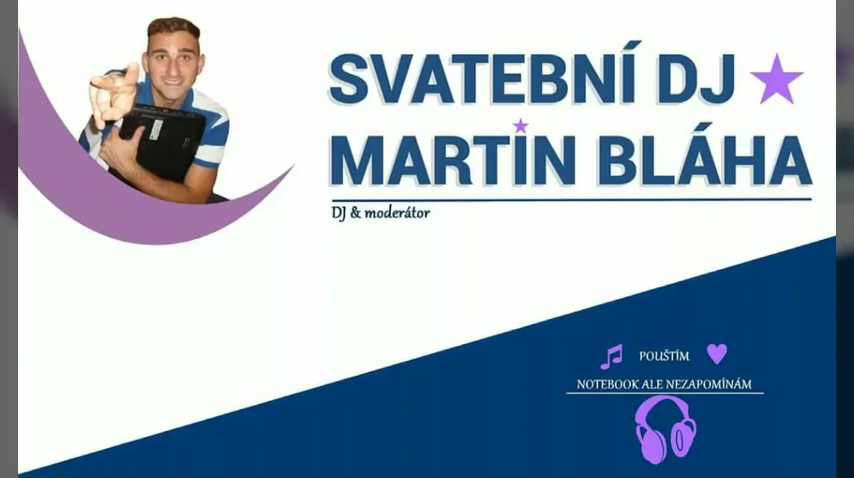 SVATEBNÍ DJ
MARTIN BLÁHA
DJ & moderátor
POUŠTÍM
NOTEBOOK ALE NEZAPOMÍNÁM